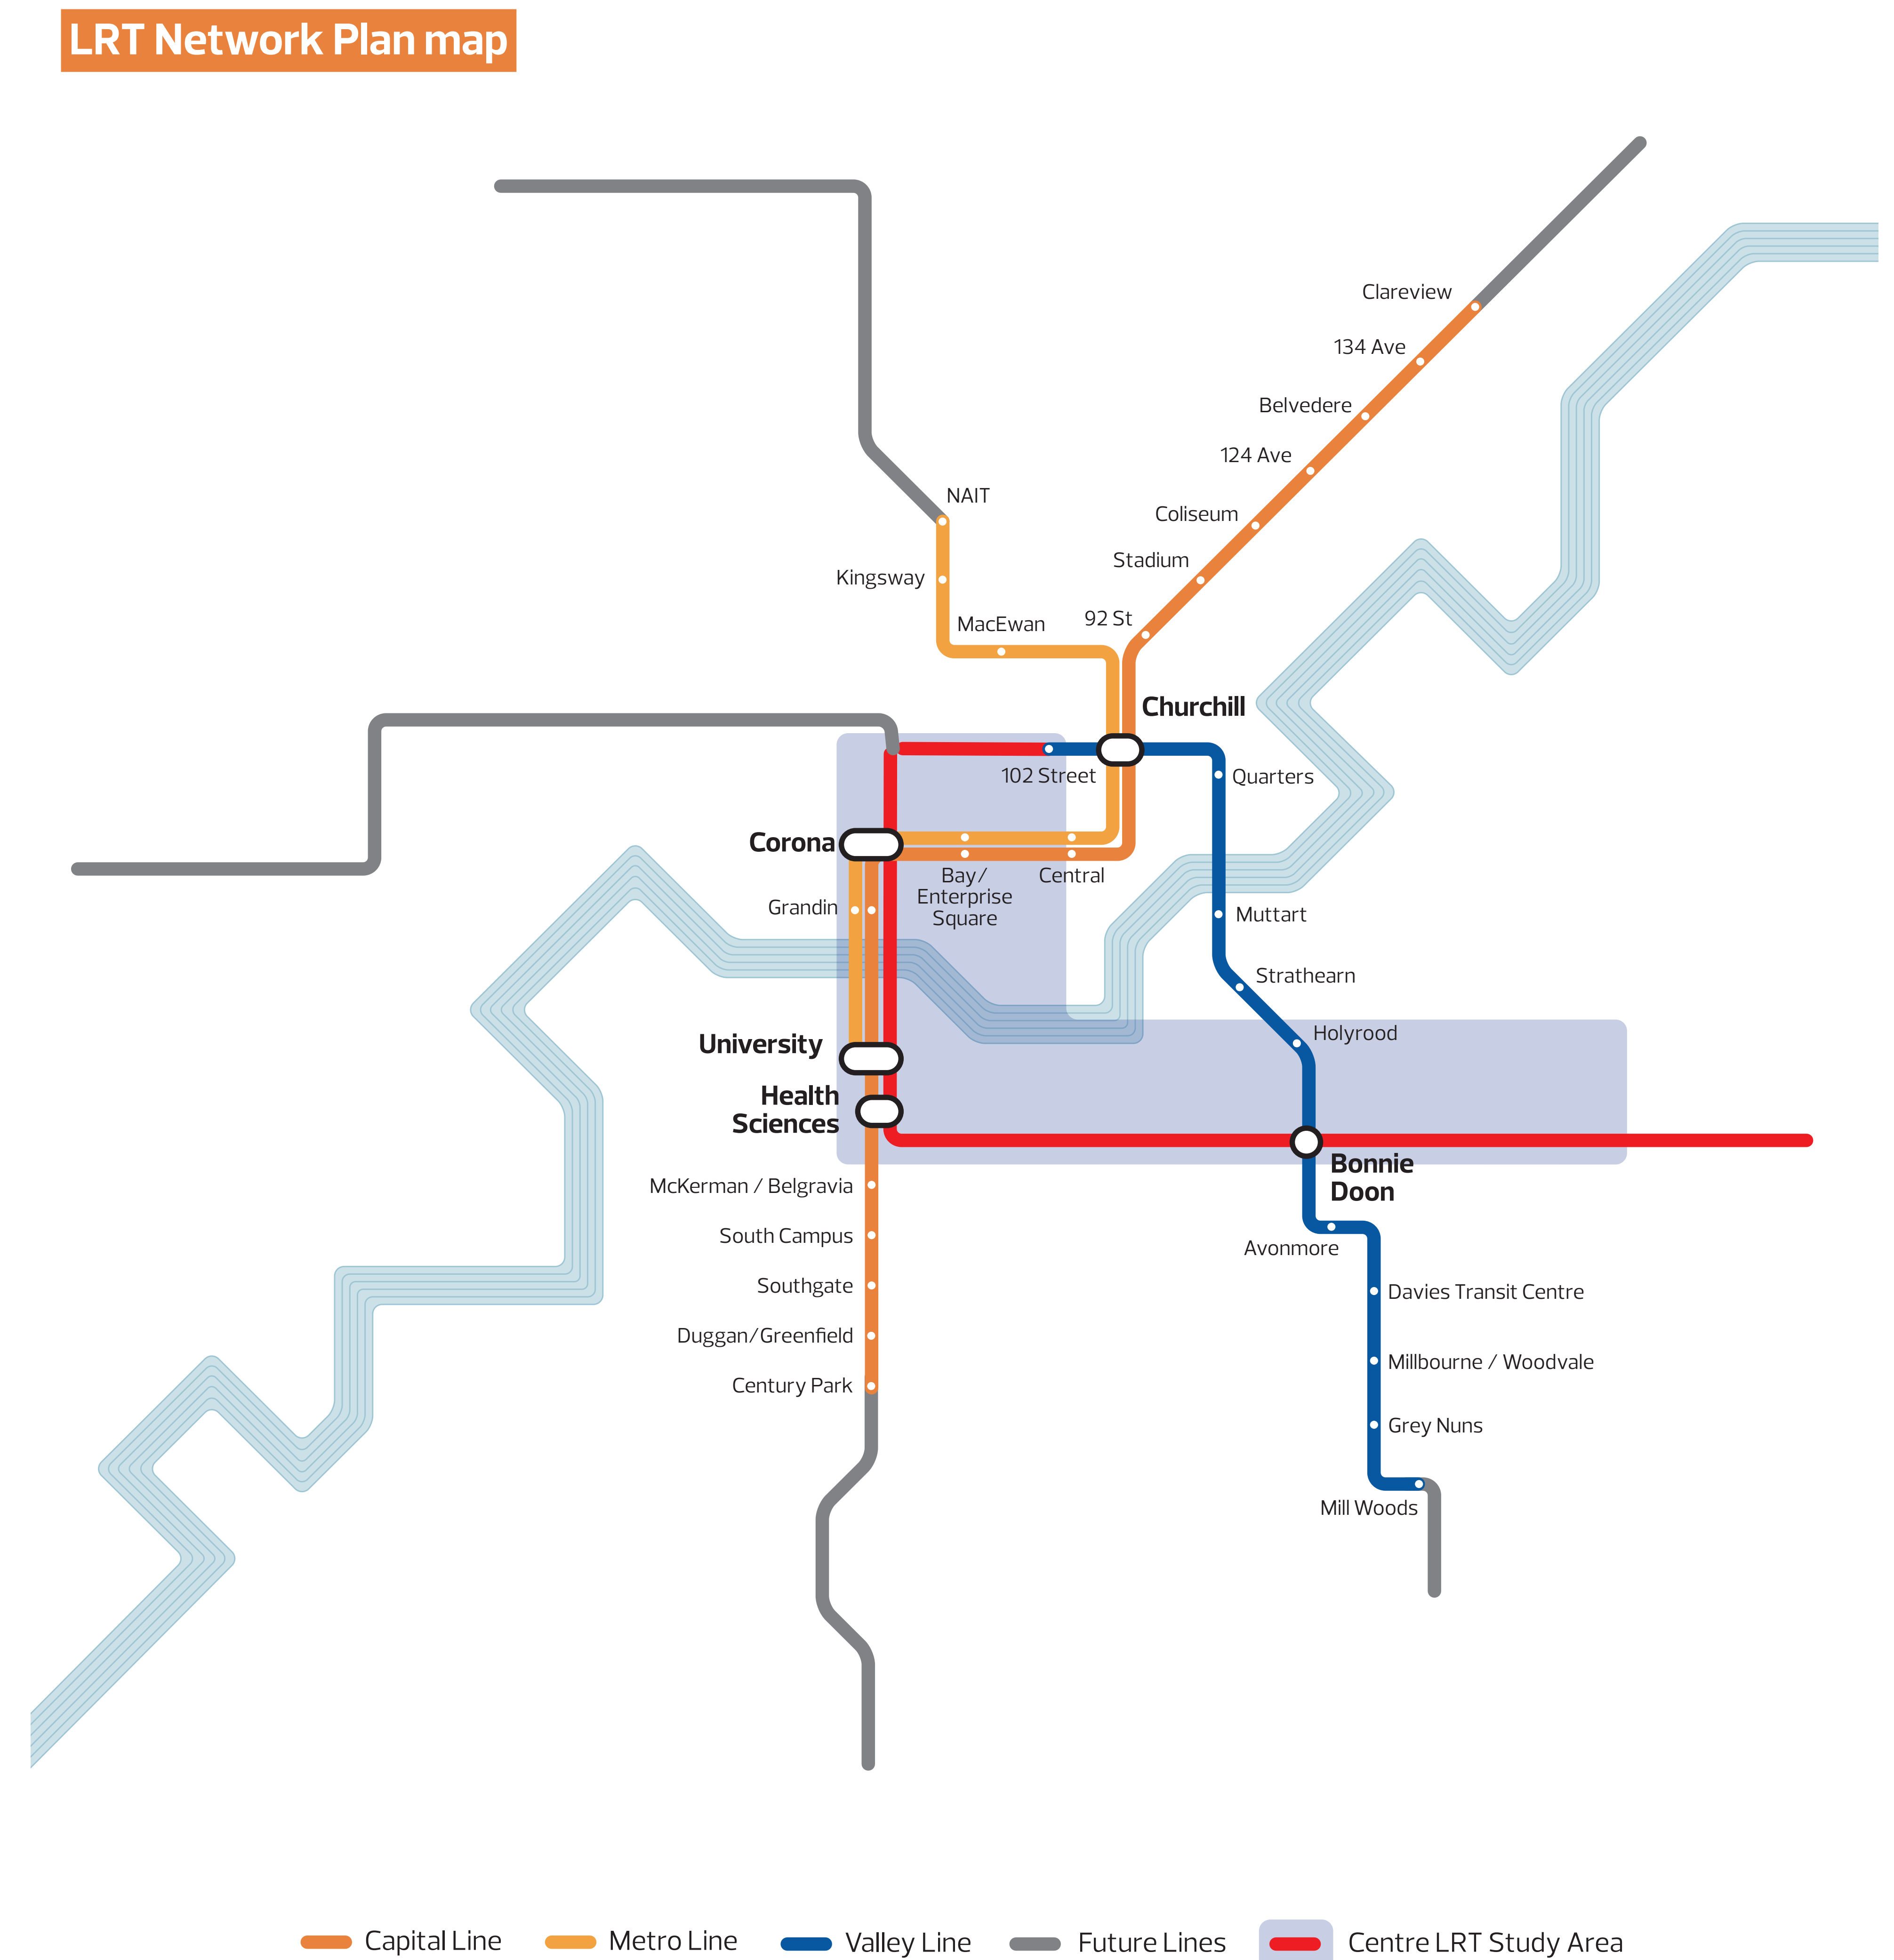 LRT Network Plan map
Clareview
134 Ave
Belvedere
124 Ave
NAIT
Coliseum
Stadium
Kingsway
92 St
MacEwan
Churchill
102 Street
Quarters
Corona
Bay/
Enterprise
Square
Central
Grandin
Muttart
Strathearn
Holyrood
University
Health
Sciences
Bonnie
Doon
McKerman / Belgravia
South Campus
Avonmore
Southgate
Davies Transit Centre
Duggan/Greenfield
Millbourne / Woodvale
Century Park
Grey Nuns
Mill Woods
Capital Line
Metro Line
Valley Line
Future Lines
Centre LRT Study Area